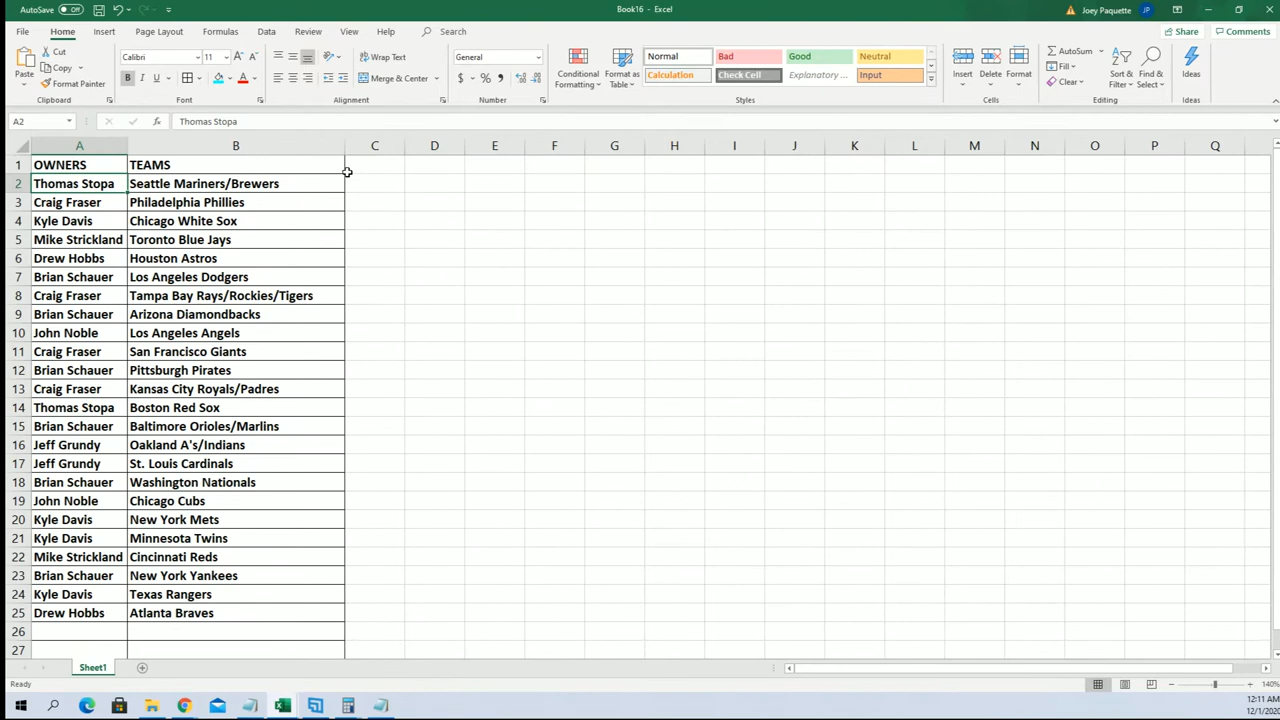 AutoSave Off
Book16 - Excel
Joey Paquette JP
File Home Insert Page Layout Formulas Data Review View Help Search Share Comments
Paste Cut Copy Format Painter Clipboard
Calibri 11 B I U Font
Wrap Text Merge & Center Alignment
General $ % Number
Conditional Formatting Format as Table
Normal Bad Good Neutral
Calculation Check Cell Explanatory ... Input
Styles
Insert Delete Format Cells
AutoSum Fill Clear Sort & Filter Find & Select Editing
Ideas Ideas
A2 fx Thomas Stopa
A B C D E F G H I J K L M N O P Q
1 OWNERS TEAMS
2 Thomas Stopa Seattle Mariners/Brewers
3 Craig Fraser Philadelphia Phillies
4 Kyle Davis Chicago White Sox
5 Mike Strickland Toronto Blue Jays
6 Drew Hobbs Houston Astros
7 Brian Schauer Los Angeles Dodgers
8 Craig Fraser Tampa Bay Rays/Rockies/Tigers
9 Brian Schauer Arizona Diamondbacks
10 John Noble Los Angeles Angels
11 Craig Fraser San Francisco Giants
12 Brian Schauer Pittsburgh Pirates
13 Craig Fraser Kansas City Royals/Padres
14 Thomas Stopa Boston Red Sox
15 Brian Schauer Baltimore Orioles/Marlins
16 Jeff Grundy Oakland A's/Indians
17 Jeff Grundy St. Louis Cardinals
18 Brian Schauer Washington Nationals
19 John Noble Chicago Cubs
20 Kyle Davis New York Mets
21 Kyle Davis Minnesota Twins
22 Mike Strickland Cincinnati Reds
23 Brian Schauer New York Yankees
24 Kyle Davis Texas Rangers
25 Drew Hobbs Atlanta Braves
26
27
Sheet1
Ready 140%
12:11 AM
12/1/2020